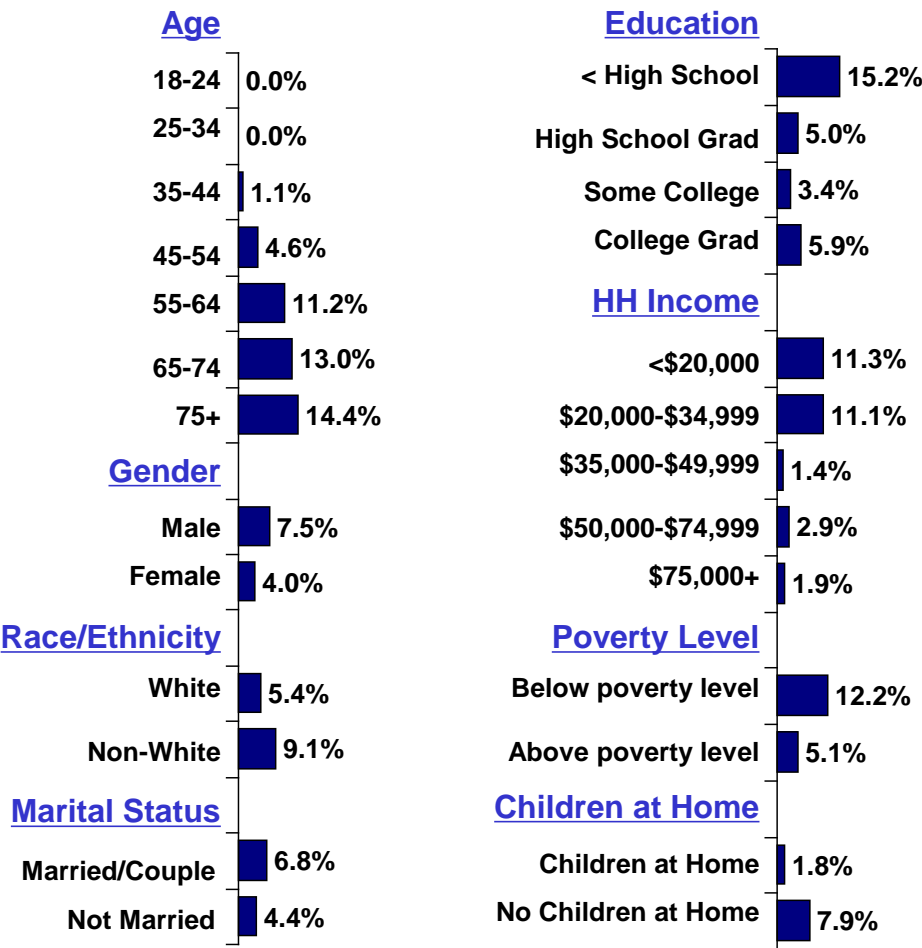 Age
18-24 0.0%
25-34 0.0%
35-44 1.1%
45-54 4.6%
55-64 11.2%
65-74 13.0%
75+ 14.4%
Gender
Male 7.5%
Female 4.0%
Race/Ethnicity
White 5.4%
Non-White 9.1%
Marital Status
Married/Couple 6.8%
Not Married 4.4%
Education
< High School 15.2%
High School Grad 5.0%
Some College 3.4%
College Grad 5.9%
HH Income
<$20,000 11.3%
$20,000-$34,999 11.1%
$35,000-$49,999 1.4%
$50,000-$74,999 2.9%
$75,000+ 1.9%
Poverty Level
Below poverty level 12.2%
Above poverty level 5.1%
Children at Home
Children at Home 1.8%
No Children at Home 7.9%